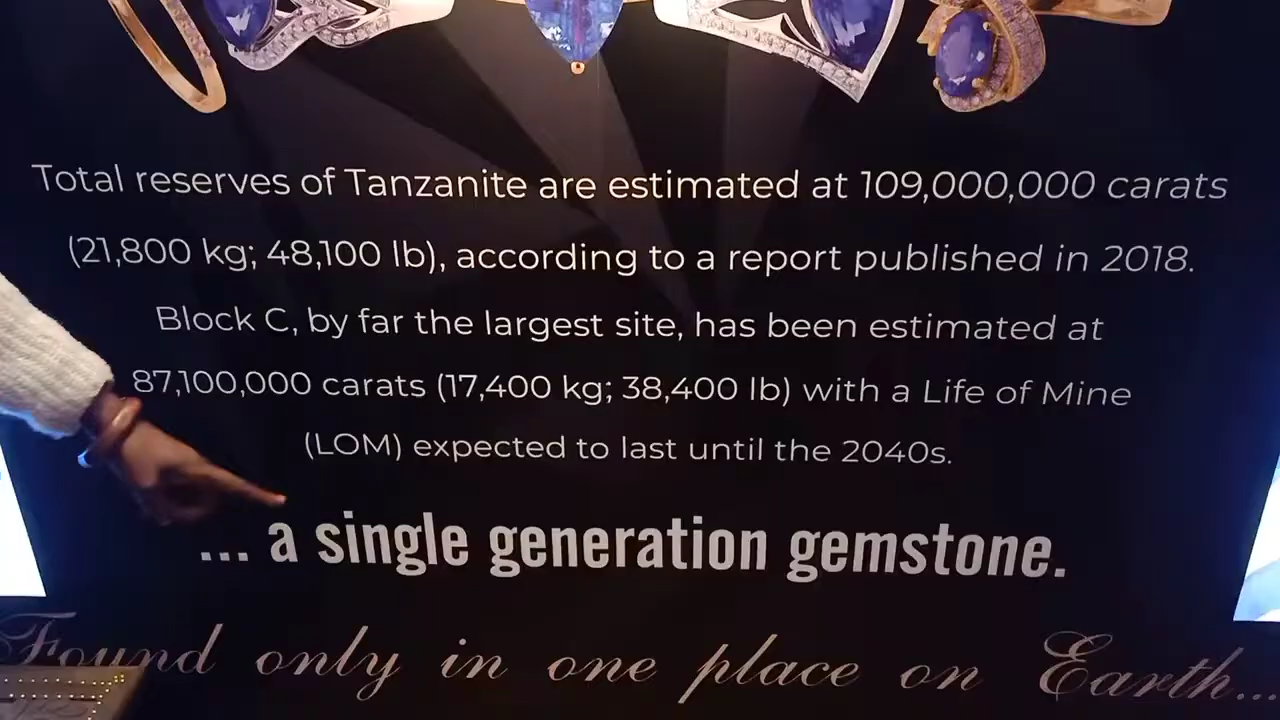 Total reserves of Tanzanite are estimated at 109,000,000 carats
(21,800 kg; 48,100 lb), according to a report published in 2018.
Block C, by far the largest site, has been estimated at
87,100,000 carats (17,400 kg; 38,400 lb) with a Life of Mine
(LOM) expected to last until the 2040s.
... a single generation gemstone.
Found only in one place on Earth...